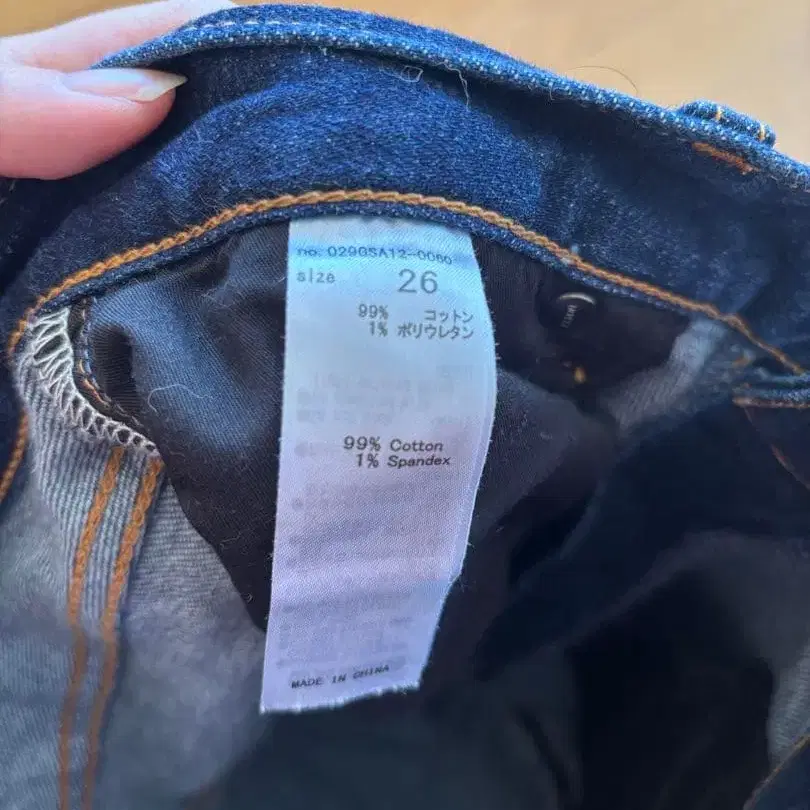 no. 029GSA12-0060
size 26
99% コットン
1% ポリウレタン
99% Cotton
1% Spandex
MADE IN CHINA